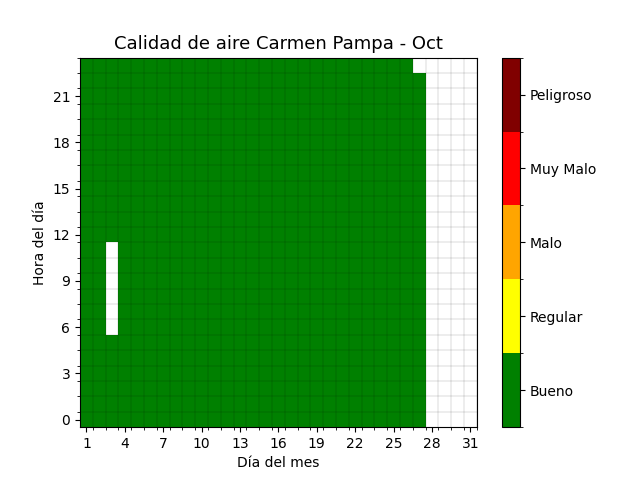 Calidad de aire Carmen Pampa - Oct
Hora del día
21
18
15
12
9
6
3
0
1 4 7 10 13 16 19 22 25 28 31
Día del mes
Peligroso
Muy Malo
Malo
Regular
Bueno